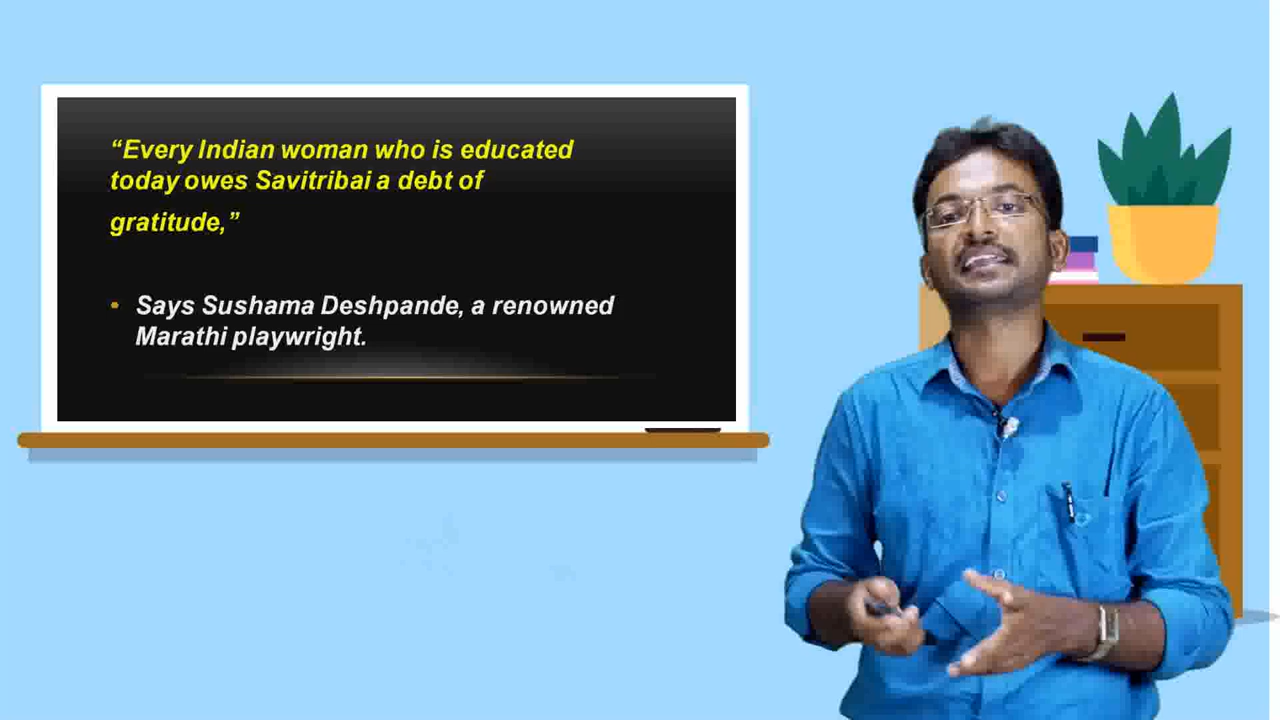 “Every Indian woman who is educated
today owes Savitribai a debt of
gratitude,”
• Says Sushama Deshpande, a renowned
Marathi playwright.